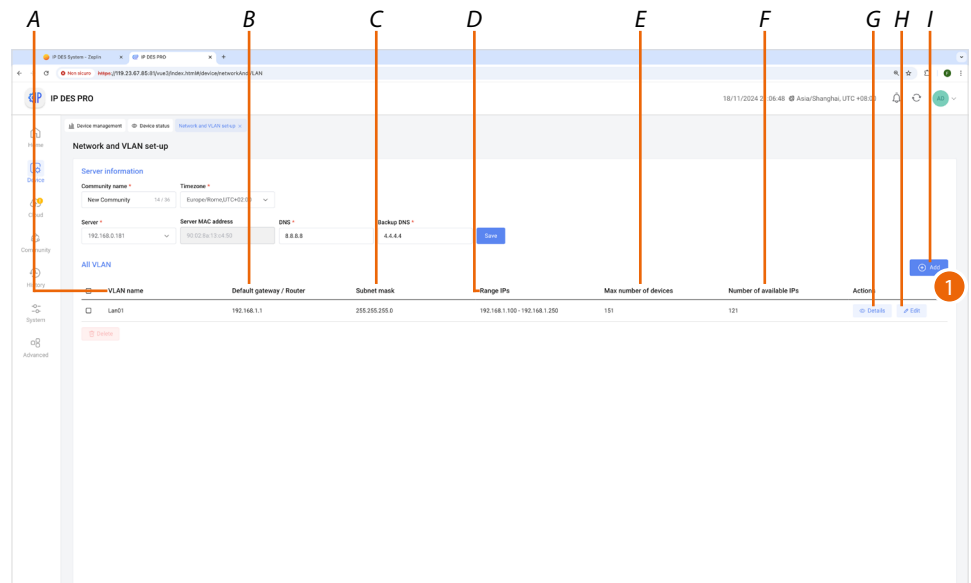 A B C D E F G H I
IP DES System - Zeplin × IP DES PRO × +
Not sicuro https://119.23.67.85:81/vue3/index.html#/device/networkAndVLAN
IP DES PRO
Asia/Shanghai, UTC +08:00
Device management Device status Network and VLAN set-up ×
Home
Network and VLAN set-up
Device
Server information
Community name * Timezone *
New Community 14 / 36 Europe/Rome,UTC+02:00
Cloud
Server * Server MAC address DNS * Backup DNS *
192.168.0.181 8.8.8.8 4.4.4.4 Save
Community
All VLAN
Add
History
1
VLAN name Default gateway / Router Subnet mask Range IPs Max number of devices Number of available IPs Actions
Lan01 192.168.1.1 255.255.255.0 192.168.1.100 - 192.168.1.250 151 121 Details Edit
System
Delete
Advanced